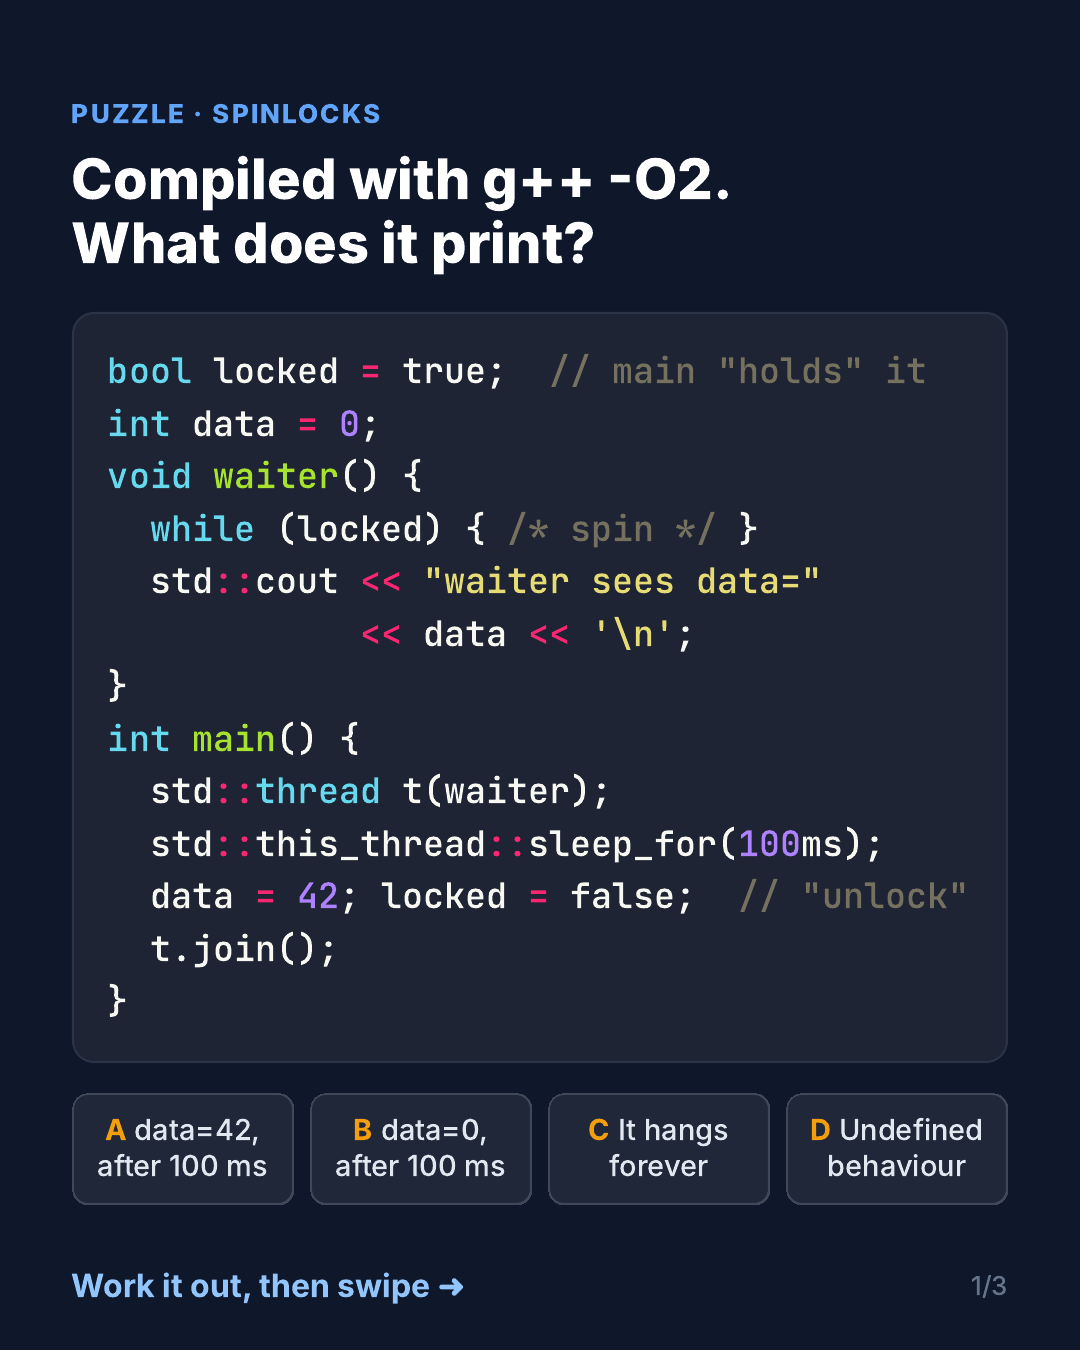 PUZZLE · SPINLOCKS
Compiled with g++ -O2.
What does it print?
bool locked = true;  // main "holds" it
int data = 0;
void waiter() {
  while (locked) { /* spin */ }
  std::cout << "waiter sees data="
            << data << '\n';
}
int main() {
  std::thread t(waiter);
  std::this_thread::sleep_for(100ms);
  data = 42; locked = false;  // "unlock"
  t.join();
}
A data=42,
after 100 ms
B data=0,
after 100 ms
C It hangs
forever
D Undefined
behaviour
Work it out, then swipe ➜
1/3